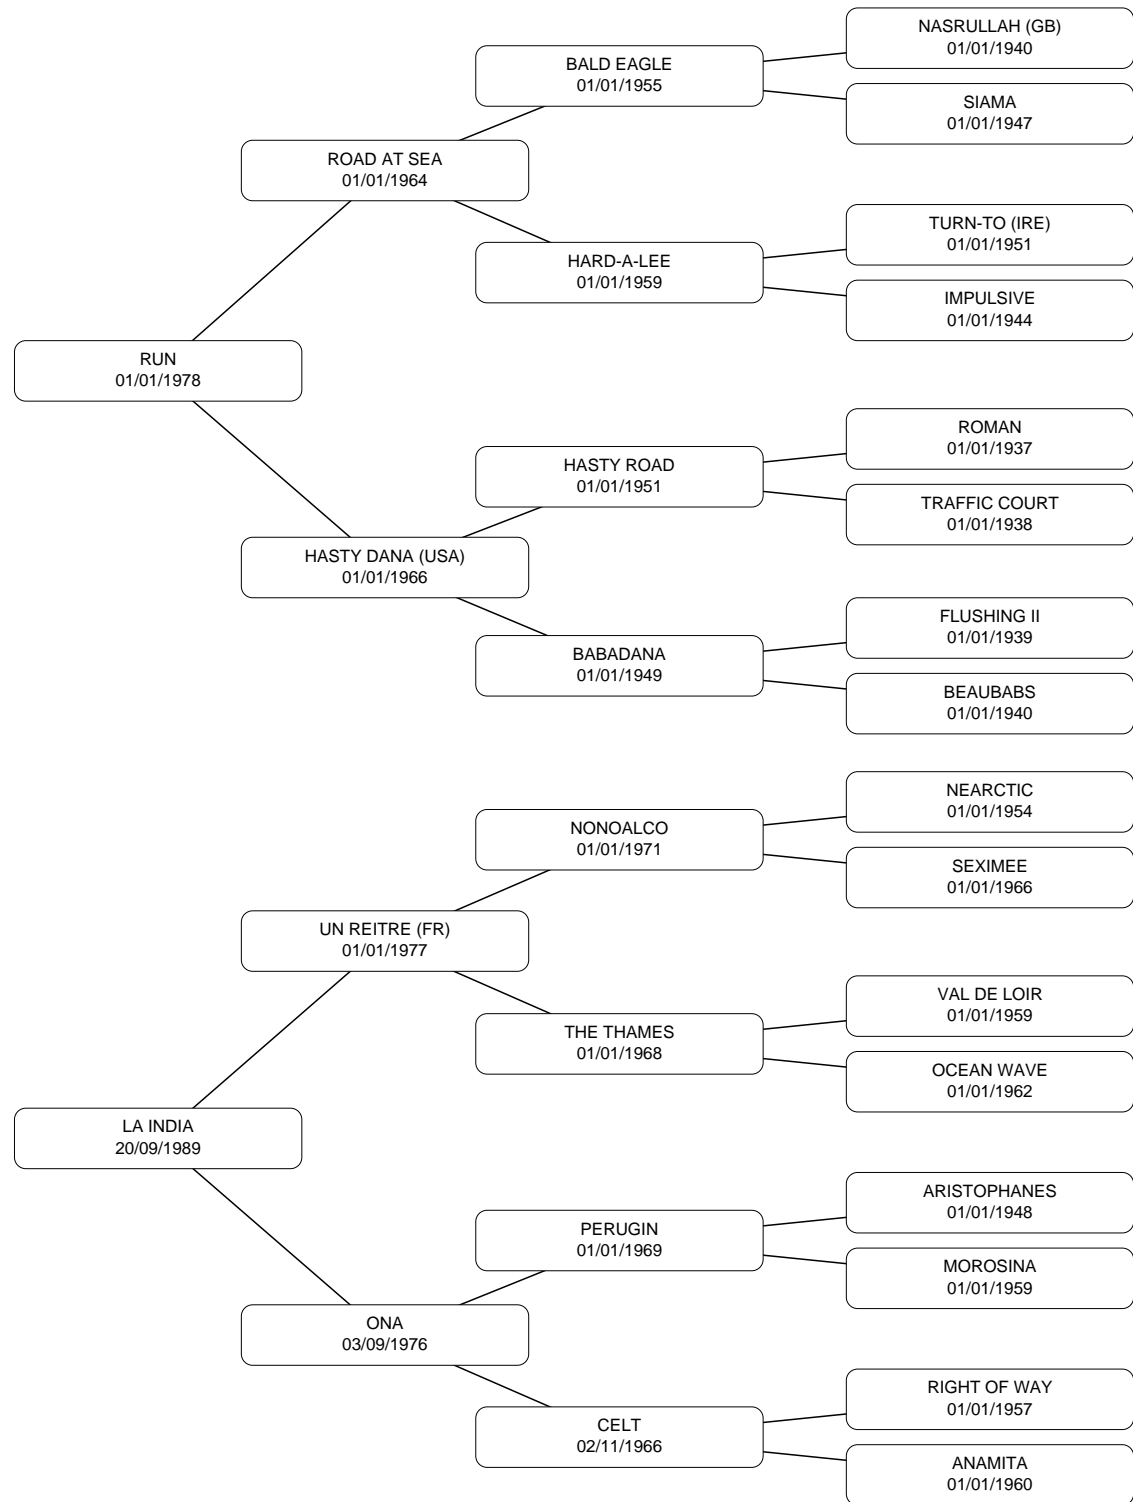 NASRULLAH (GB)
01/01/1940
BALD EAGLE
01/01/1955
SIAMA
01/01/1947
ROAD AT SEA
01/01/1964
TURN-TO (IRE)
01/01/1951
HARD-A-LEE
01/01/1959
IMPULSIVE
01/01/1944
RUN
01/01/1978
ROMAN
01/01/1937
HASTY ROAD
01/01/1951
TRAFFIC COURT
01/01/1938
HASTY DANA (USA)
01/01/1966
FLUSHING II
01/01/1939
BABADANA
01/01/1949
BEAUBABS
01/01/1940
NEARCTIC
01/01/1954
NONOALCO
01/01/1971
SEXIMEE
01/01/1966
UN REITRE (FR)
01/01/1977
VAL DE LOIR
01/01/1959
THE THAMES
01/01/1968
OCEAN WAVE
01/01/1962
LA INDIA
20/09/1989
ARISTOPHANES
01/01/1948
PERUGIN
01/01/1969
MOROSINA
01/01/1959
ONA
03/09/1976
RIGHT OF WAY
01/01/1957
CELT
02/11/1966
ANAMITA
01/01/1960